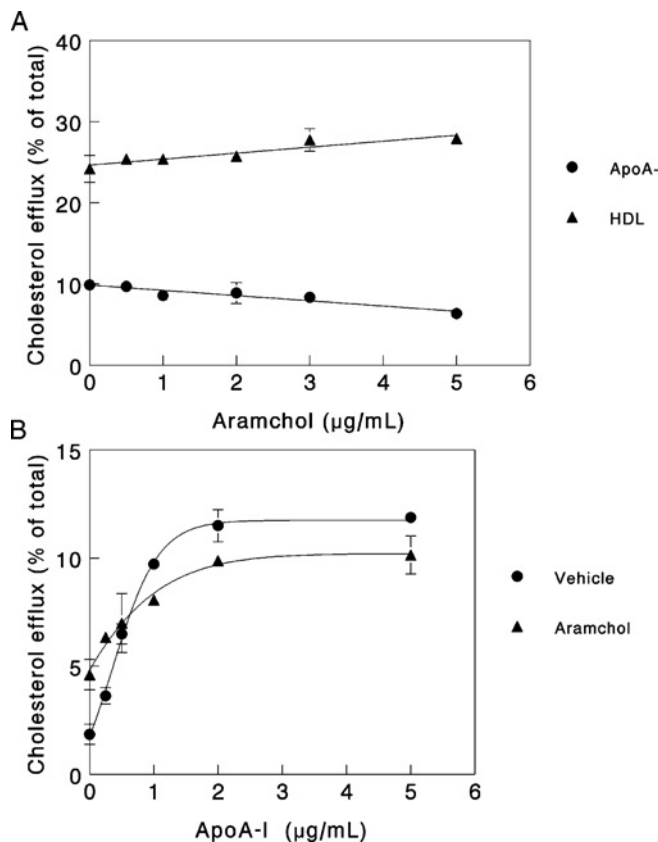 A
Cholesterol efflux (% of total)
40
30
20
10
0
0 1 2 3 4 5 6
Aramchol (µg/mL)
ApoA-
HDL
B
Cholesterol efflux (% of total)
15
10
5
0
0 1 2 3 4 5 6
ApoA-I (µg/mL)
Vehicle
Aramchol